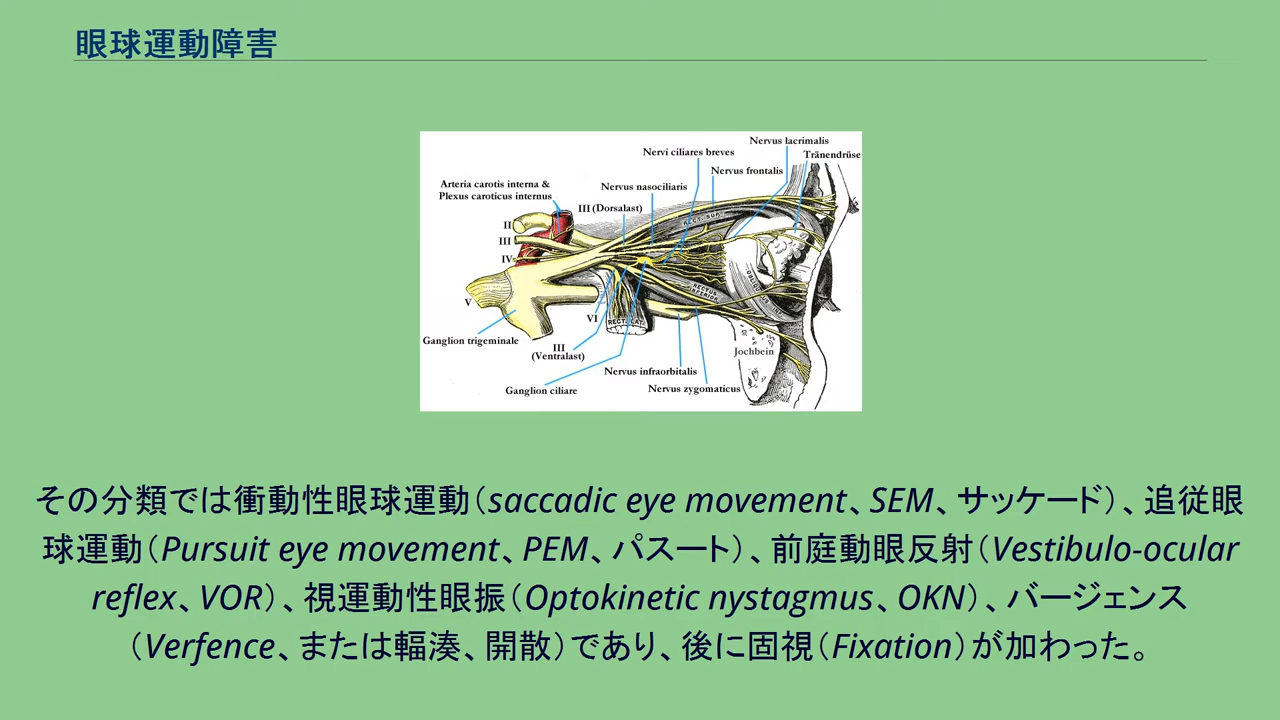 眼球運動障害
Nervus lacrimalis
Nervi ciliares breves
Tränendrüse
Nervus frontalis
Arteria carotis interna &
Plexus caroticus internus
Nervus nasociliaris
III (Dorsalast)
RECT. SUP.
II
III
IV
V
VI
RECT. LAT.
RECTUS
INFERIOR
Ganglion trigeminale
III
(Ventralast)
Jochbein
Nervus infraorbitalis
Ganglion ciliare
Nervus zygomaticus
その分類では衝動性眼球運動（saccadic eye movement、SEM、サッケード）、追従眼
球運動（Pursuit eye movement、PEM、パスート）、前庭動眼反射（Vestibulo-ocular
reflex、VOR）、視運動性眼振（Optokinetic nystagmus、OKN）、バージェンス
（Verfence、または輻湊、開散）であり、後に固視（Fixation）が加わった。